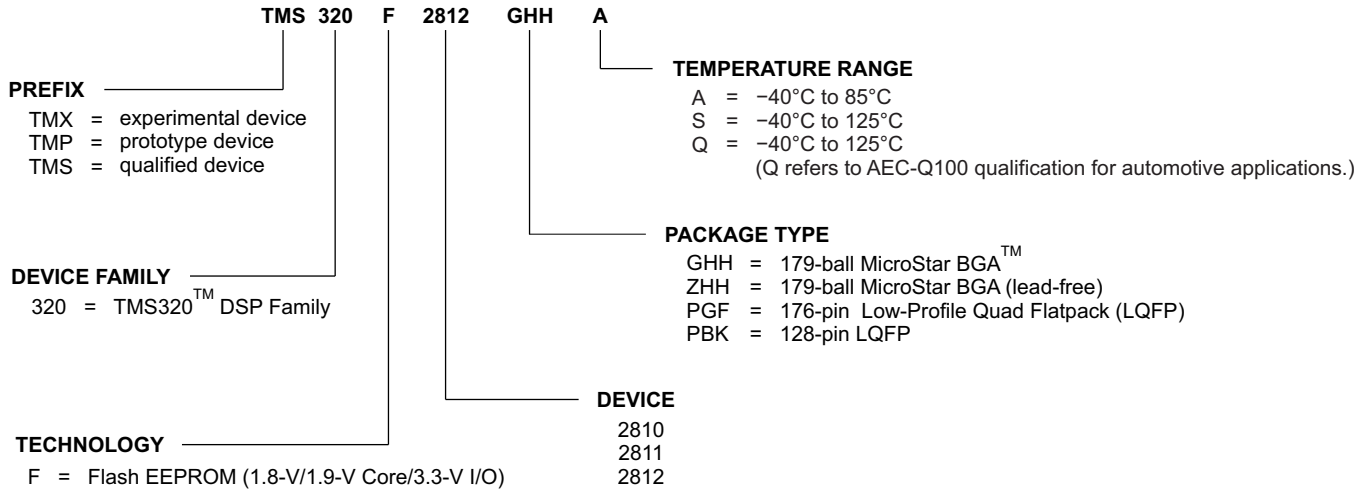 TMS 320 F 2812 GHH A
PREFIX
TMX = experimental device
TMP = prototype device
TMS = qualified device
TEMPERATURE RANGE
A = −40°C to 85°C
S = −40°C to 125°C
Q = −40°C to 125°C
(Q refers to AEC-Q100 qualification for automotive applications.)
DEVICE FAMILY
320 = TMS320TM DSP Family
PACKAGE TYPE
GHH = 179-ball MicroStar BGATM
ZHH = 179-ball MicroStar BGA (lead-free)
PGF = 176-pin Low-Profile Quad Flatpack (LQFP)
PBK = 128-pin LQFP
TECHNOLOGY
F = Flash EEPROM (1.8-V/1.9-V Core/3.3-V I/O)
DEVICE
2810
2811
2812